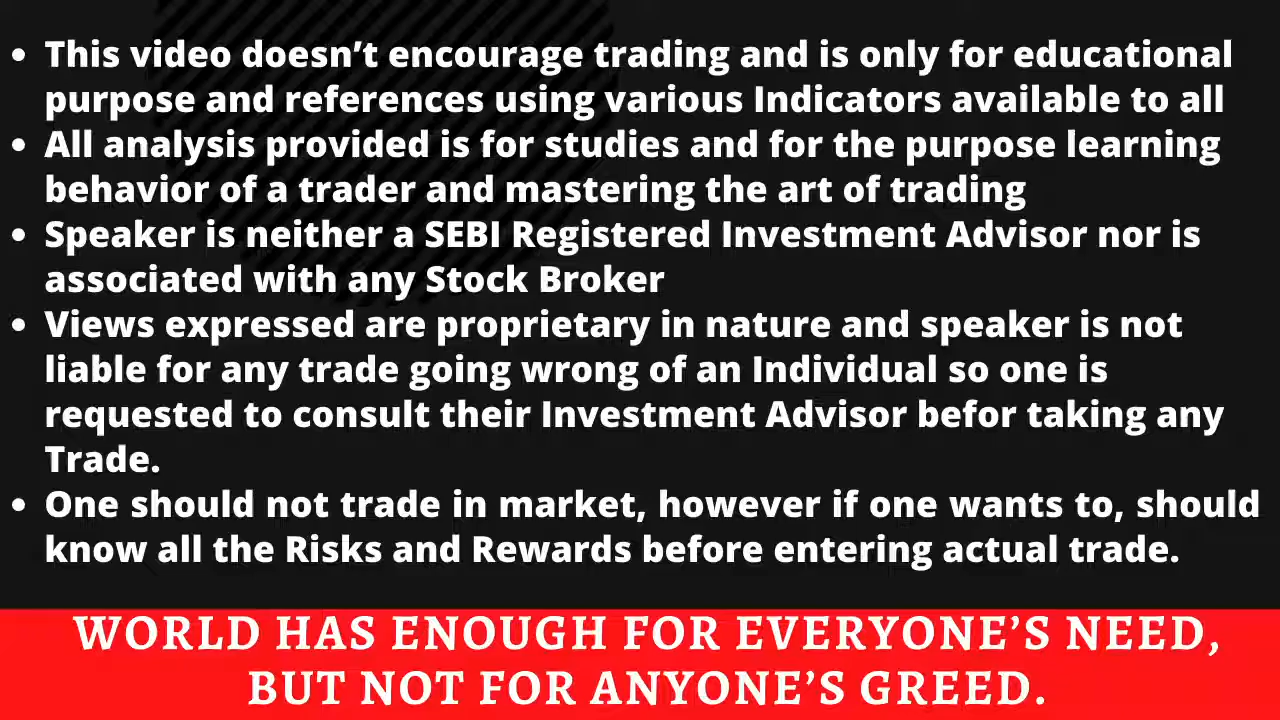 • This video doesn’t encourage trading and is only for educational
purpose and references using various Indicators available to all
• All analysis provided is for studies and for the purpose learning
behavior of a trader and mastering the art of trading
• Speaker is neither a SEBI Registered Investment Advisor nor is
associated with any Stock Broker
• Views expressed are proprietary in nature and speaker is not
liable for any trade going wrong of an Individual so one is
requested to consult their Investment Advisor befor taking any
Trade.
• One should not trade in market, however if one wants to, should
know all the Risks and Rewards before entering actual trade.
WORLD HAS ENOUGH FOR EVERYONE’S NEED,
BUT NOT FOR ANYONE’S GREED.